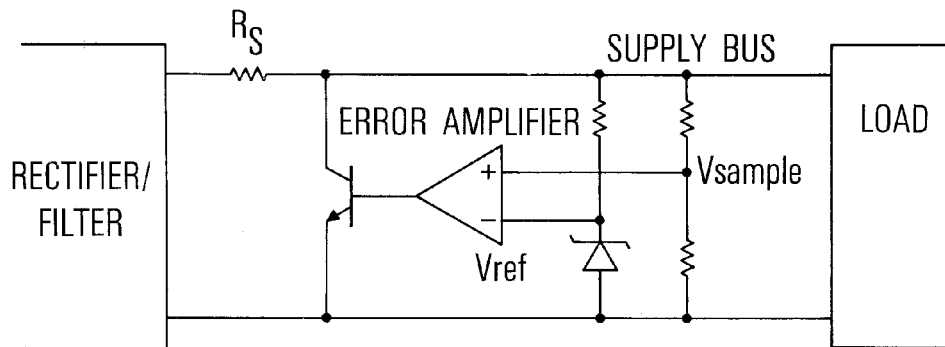 R_S
SUPPLY BUS
ERROR AMPLIFIER
LOAD
RECTIFIER/
FILTER
+
Vsample
−
Vref